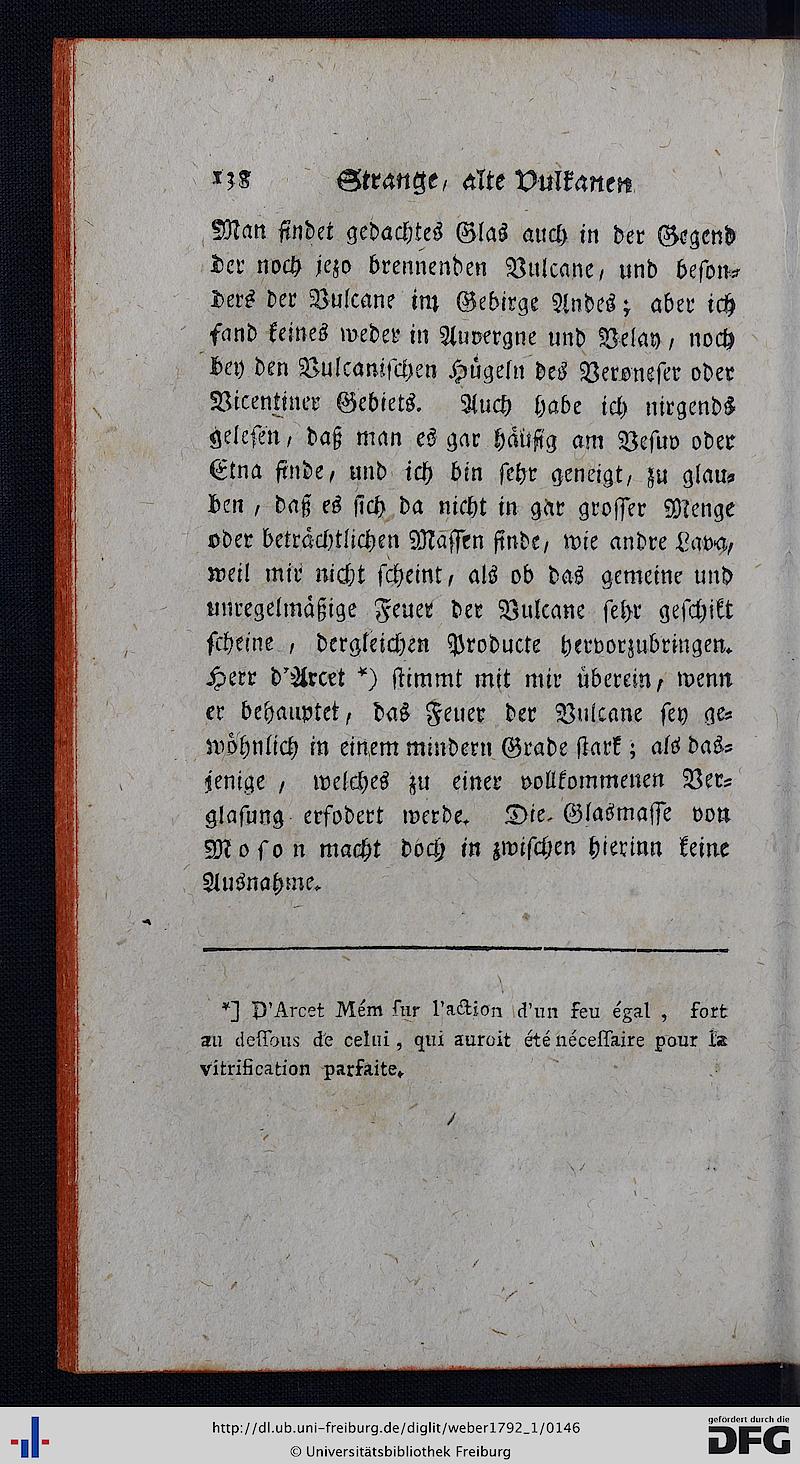 138 Strange, alte Vulkanen
Man findet gedachtes Glas auch in der Gegend
der noch jezo brennenden Vulcane, und beson-
ders der Vulcane im Gebirge Andes; aber ich
fand keines weder in Auvergne und Velay, noch
bey den Vulcanischen Hügeln des Veroneser oder
Vicentiner Gebiets. Auch habe ich nirgends
gelesen, daß man es gar häufig am Vesuv oder
Etna finde, und ich bin sehr geneigt, zu glau-
ben, daß es sich da nicht in gar grosser Menge
oder beträchtlichen Massen finde, wie andre Lava,
weil mir nicht scheint, als ob das gemeine und
unregelmäßige Feuer der Vulcane sehr geschikt
scheine, dergleichen Producte hervorzubringen.
Herr d'Arcet *) stimmt mit mir überein, wenn
er behauptet, das Feuer der Vulcane sey ge-
wöhnlich in einem mindern Grade stark; als das-
jenige, welches zu einer vollkommenen Ver-
glasung erfodert werde. Die Glasmasse von
Moson macht doch in zwischen hierinn keine
Ausnahme.
*] D'Arcet Mém sur l'action d'un feu égal, fort
au dessous de celui, qui auroit été nécessaire pour la
vitrification parfaite.
http://dl.ub.uni-freiburg.de/diglit/weber1792_1/0146
© Universitätsbibliothek Freiburg
gefördert durch die
DFG